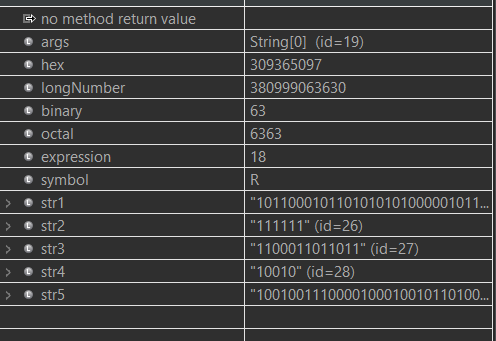 no method return value
args String[0] (id=19)
hex 309365097
longNumber 380999063630
binary 63
octal 6363
expression 18
symbol R
str1 "1011000101101010101000001011...
str2 "111111" (id=26)
str3 "1100011011011" (id=27)
str4 "10010" (id=28)
str5 "1001001110000100010010110100...